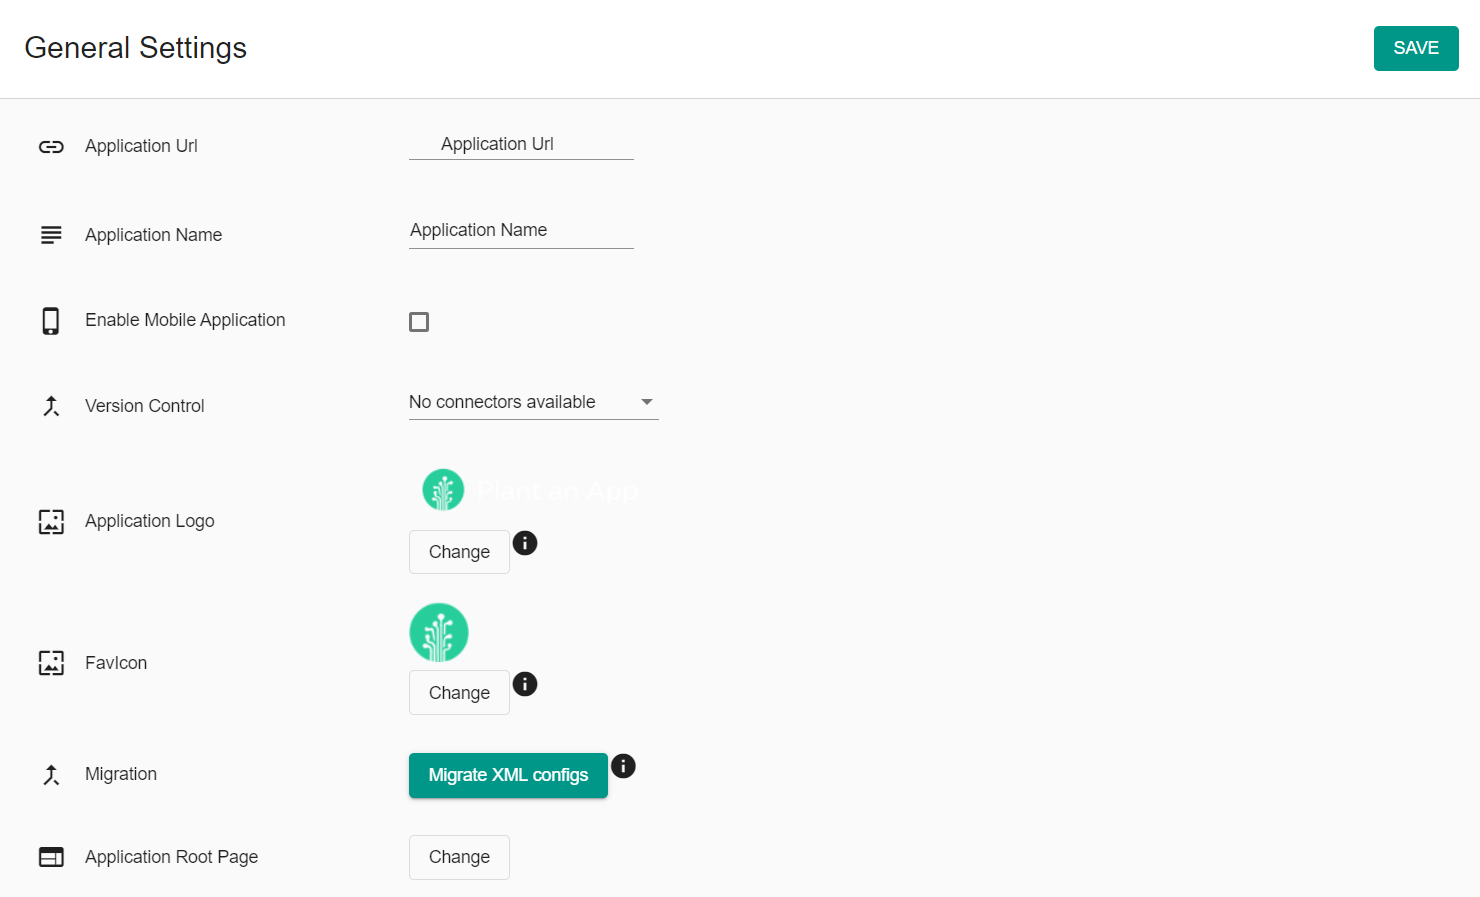 General Settings
SAVE
Application Url
Application Url
Application Name
Application Name
Enable Mobile Application
Version Control
No connectors available
Plant an App
Application Logo
Change
FavIcon
Change
Migration
Migrate XML configs
Application Root Page
Change